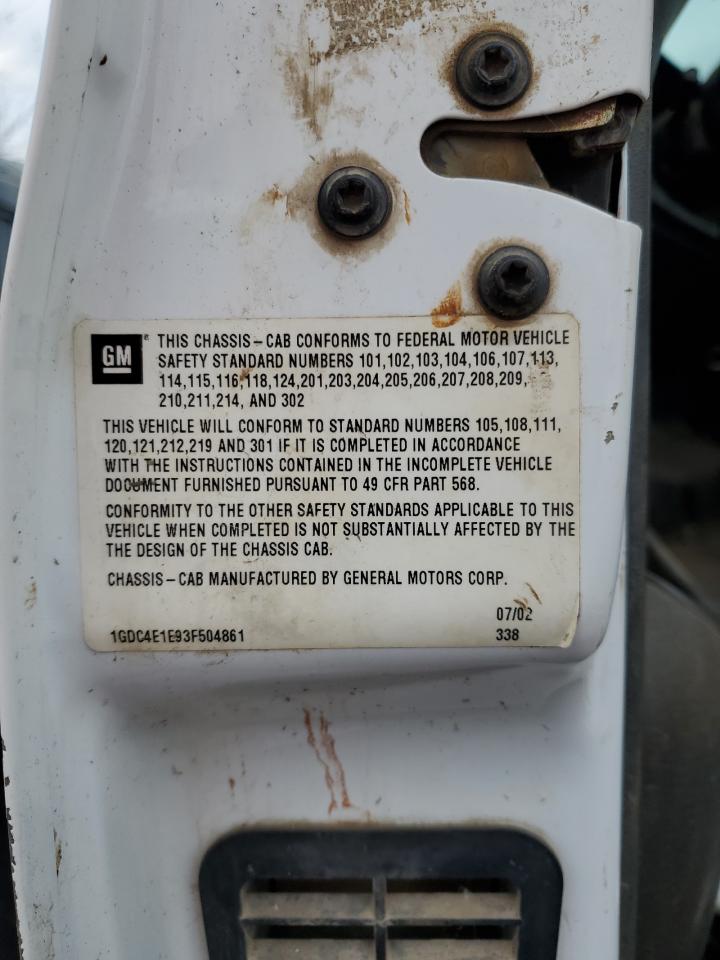 GM ® THIS CHASSIS-CAB CONFORMS TO FEDERAL MOTOR VEHICLE
SAFETY STANDARD NUMBERS 101,102,103,104,106,107,113,
114,115,116,118,124,201,203,204,205,206,207,208,209,
210,211,214, AND 302
THIS VEHICLE WILL CONFORM TO STANDARD NUMBERS 105,108,111,
120,121,212,219 AND 301 IF IT IS COMPLETED IN ACCORDANCE
WITH THE INSTRUCTIONS CONTAINED IN THE INCOMPLETE VEHICLE
DOCUMENT FURNISHED PURSUANT TO 49 CFR PART 568.
CONFORMITY TO THE OTHER SAFETY STANDARDS APPLICABLE TO THIS
VEHICLE WHEN COMPLETED IS NOT SUBSTANTIALLY AFFECTED BY THE
THE DESIGN OF THE CHASSIS CAB.
CHASSIS-CAB MANUFACTURED BY GENERAL MOTORS CORP.
07/02
1GDC4E1E93F504861 338